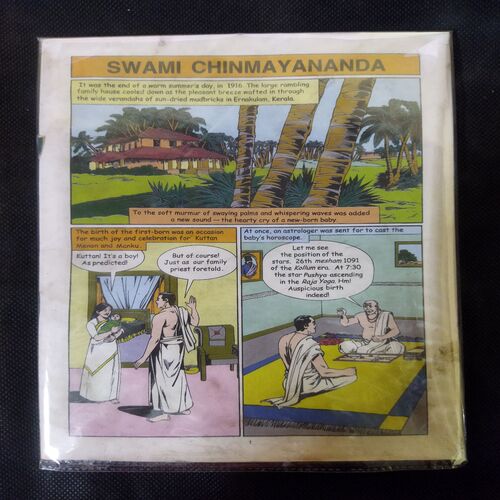 SWAMI CHINMAYANANDA
It was the end of a warm summer's day, in 1916. The large rambling
family house cooled down as the pleasant breeze wafted in through
the wide verandahs of sun-dried mudbricks in Ernakulam, Kerala.
To the soft murmur of swaying palms and whispering waves was added
a new sound — the hearty cry of a new-born baby.
The birth of the first-born was an occasion
for much joy and celebration for Kuttan
Menon and Manku.
Kuttan! It's a boy!
As predicted!
But of course!
Just as our family
priest foretold.
At once, an astrologer was sent for to cast the
baby's horoscope.
Let me see
the position of the
stars. 26th mesham 1091
of the Kollum era. At 7:30
the star Pushya ascending
in the Raja Yoga. Hm!
Auspicious birth
indeed!
1